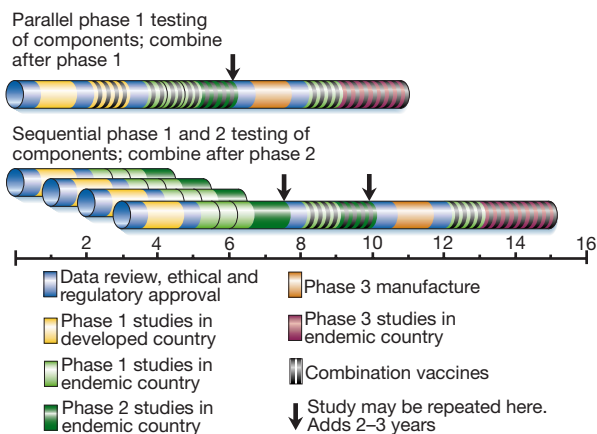 Parallel phase 1 testing
of components; combine
after phase 1
Sequential phase 1 and 2 testing of
components; combine after phase 2
2 4 6 8 10 12 14 16
Data review, ethical and
regulatory approval
Phase 1 studies in
developed country
Phase 1 studies in
endemic country
Phase 2 studies in
endemic country
Phase 3 manufacture
Phase 3 studies in
endemic country
Combination vaccines
Study may be repeated here.
Adds 2–3 years